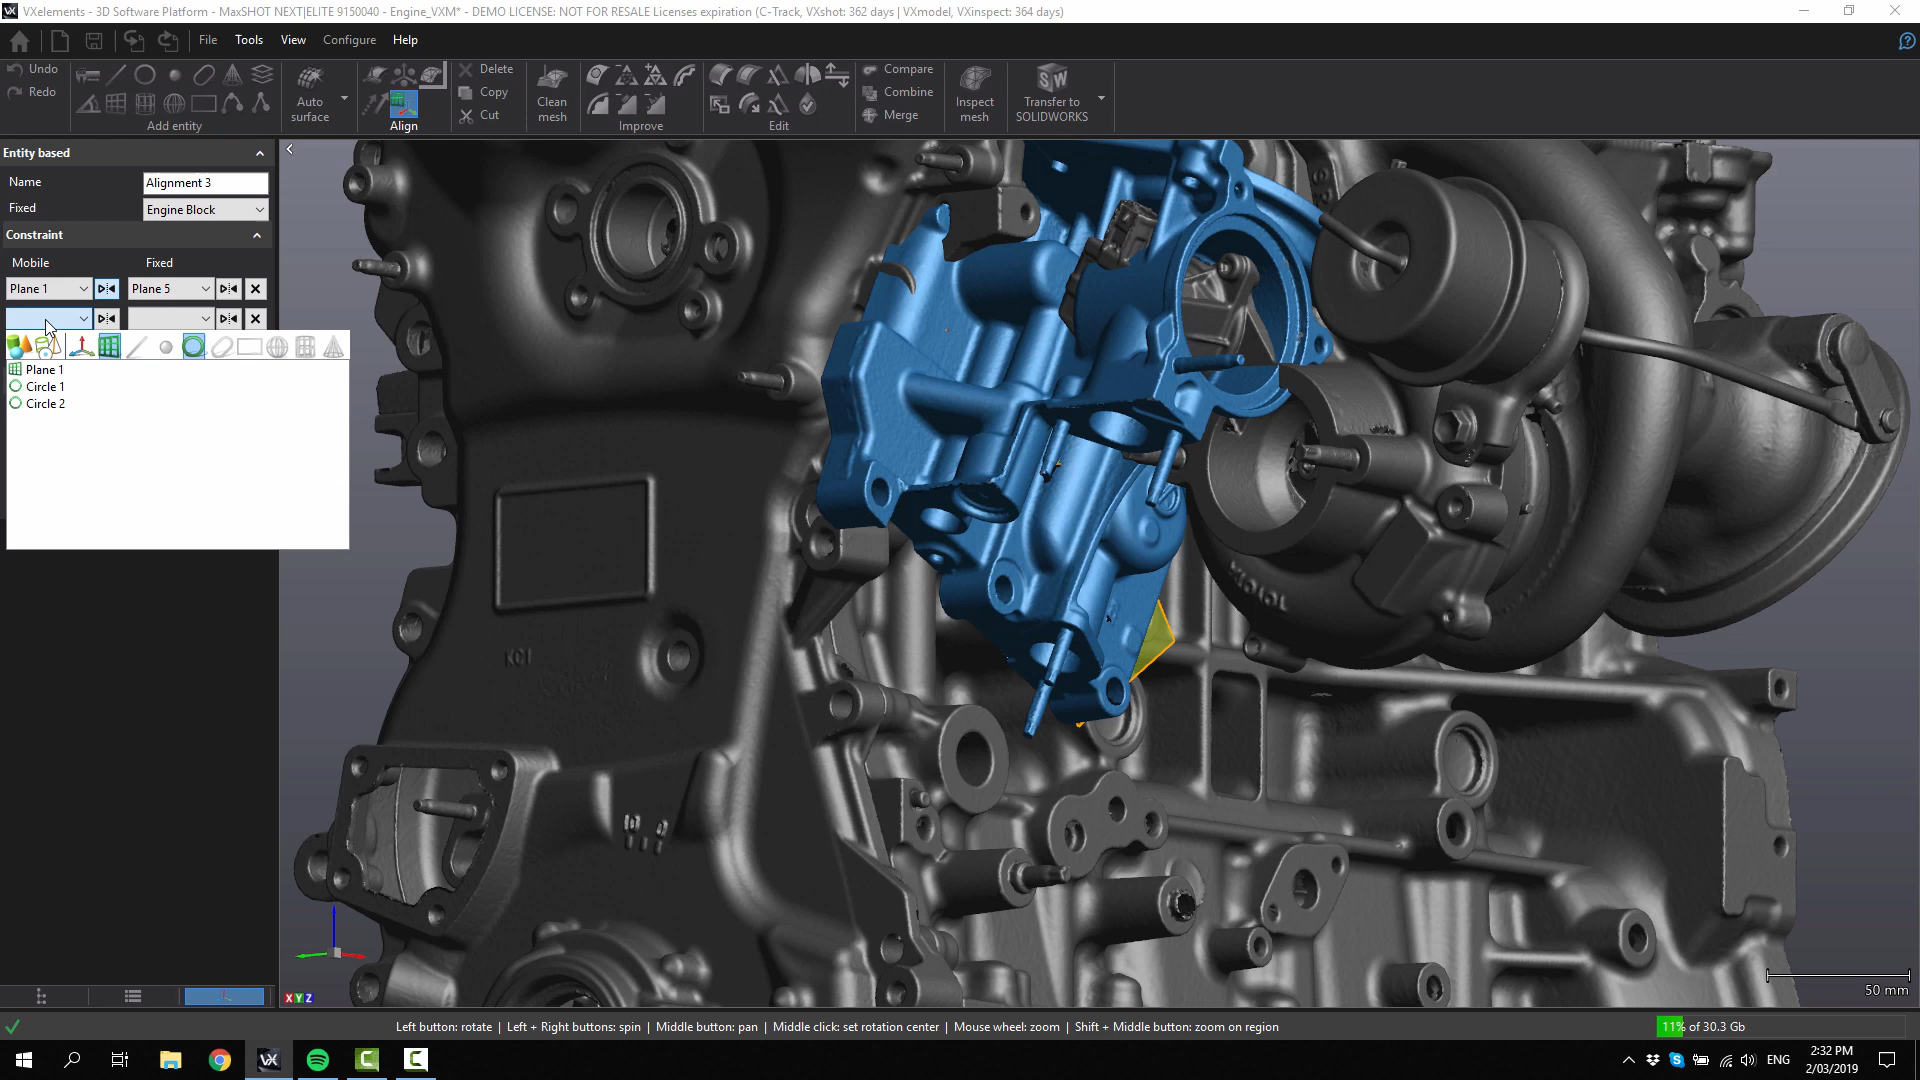 VXelements - 3D Software Platform - MaxSHOT NEXT|ELITE 9150040 - Engine_VXM* - DEMO LICENSE: NOT FOR RESALE Licenses expiration (C-Track, VXshot: 362 days | VXmodel, VXinspect: 364 days)
File Tools View Configure Help
Undo
Redo
Add entity
Auto
surface
Align
Delete
Copy
Cut
Clean
mesh
Improve
Edit
Compare
Combine
Merge
Inspect
mesh
Transfer to
SOLIDWORKS
Entity based
Name Alignment 3
Fixed Engine Block
Constraint
Mobile Fixed
Plane 1 Plane 5
Plane 1
Circle 1
Circle 2
KCI
XYZ
50 mm
Left button: rotate | Left + Right buttons: spin | Middle button: pan | Middle click: set rotation center | Mouse wheel: zoom | Shift + Middle button: zoom on region
11% of 30.3 Gb
ENG
2:32 PM
2/03/2019